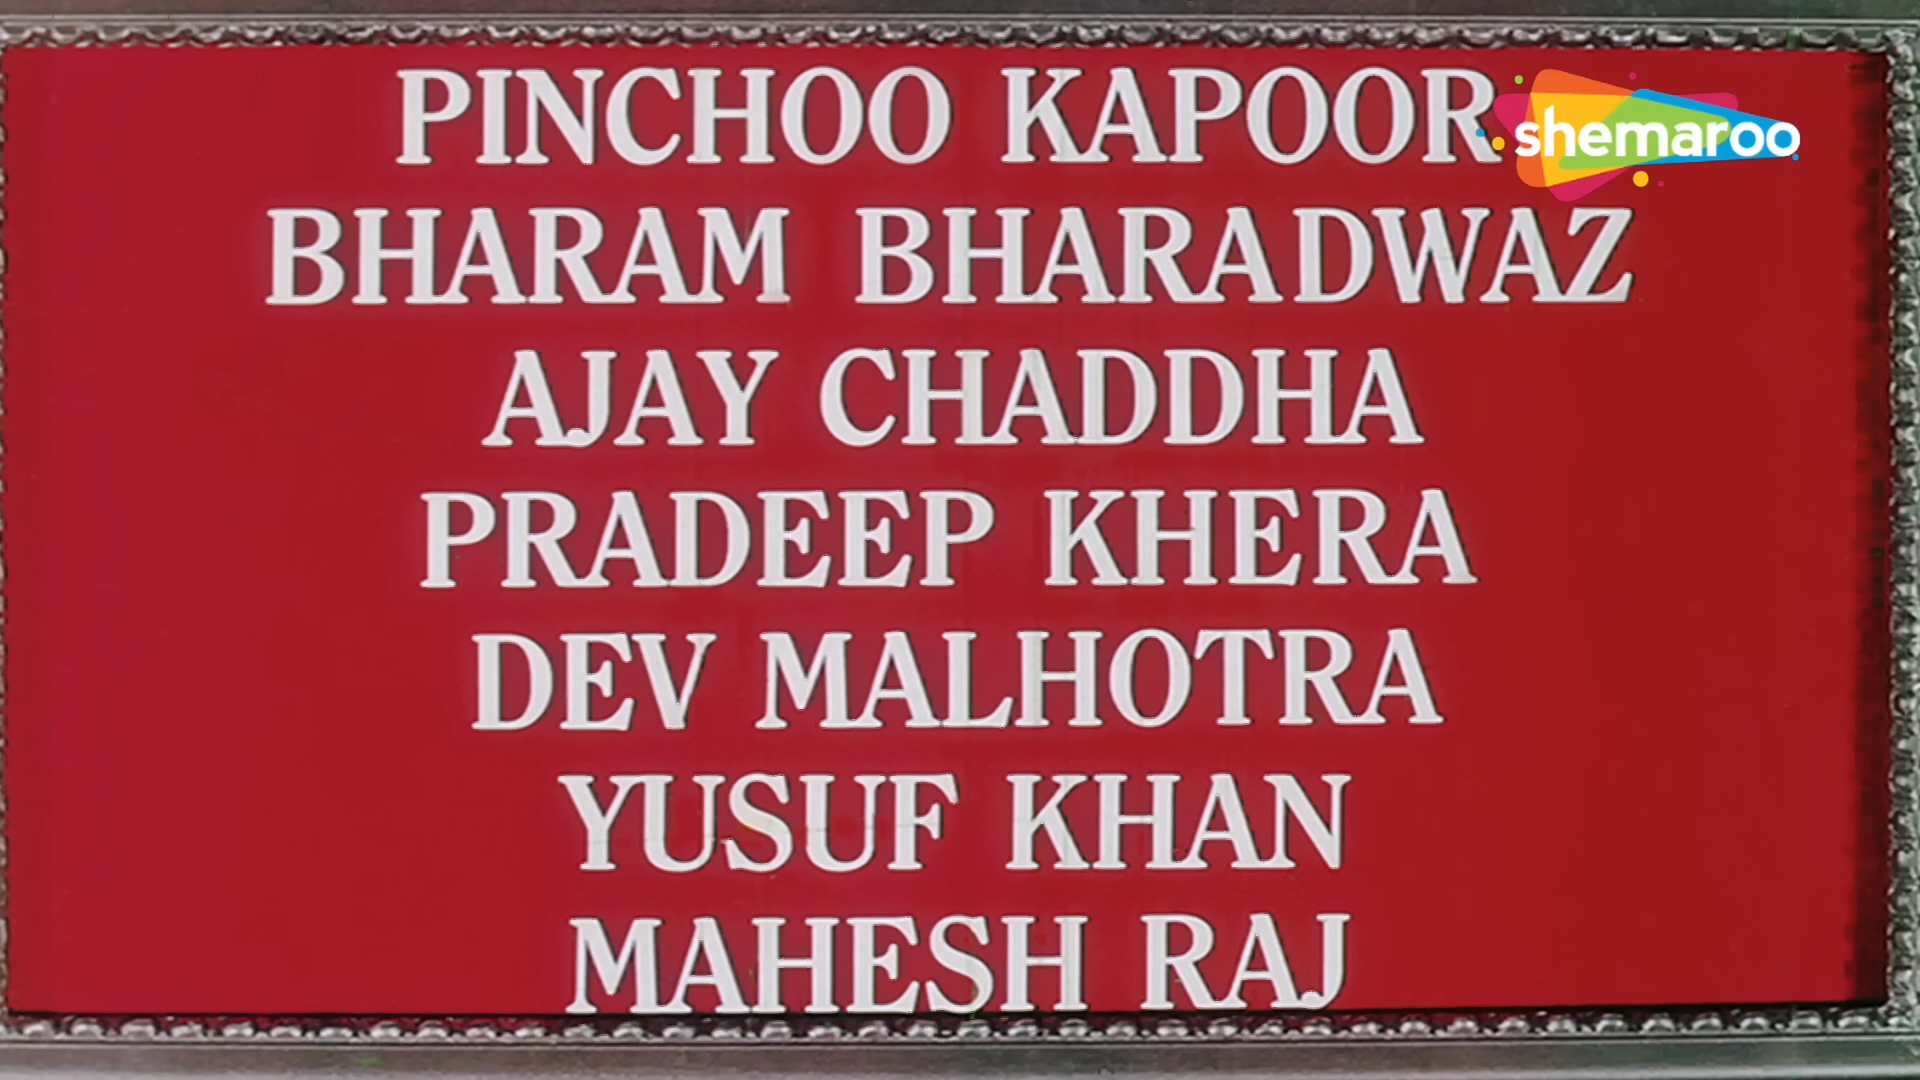 PINCHOO KAPOOR
shemaroo
BHARAM BHARADWAZ
AJAY CHADDHA
PRADEEP KHERA
DEV MALHOTRA
YUSUF KHAN
MAHESH RAJ